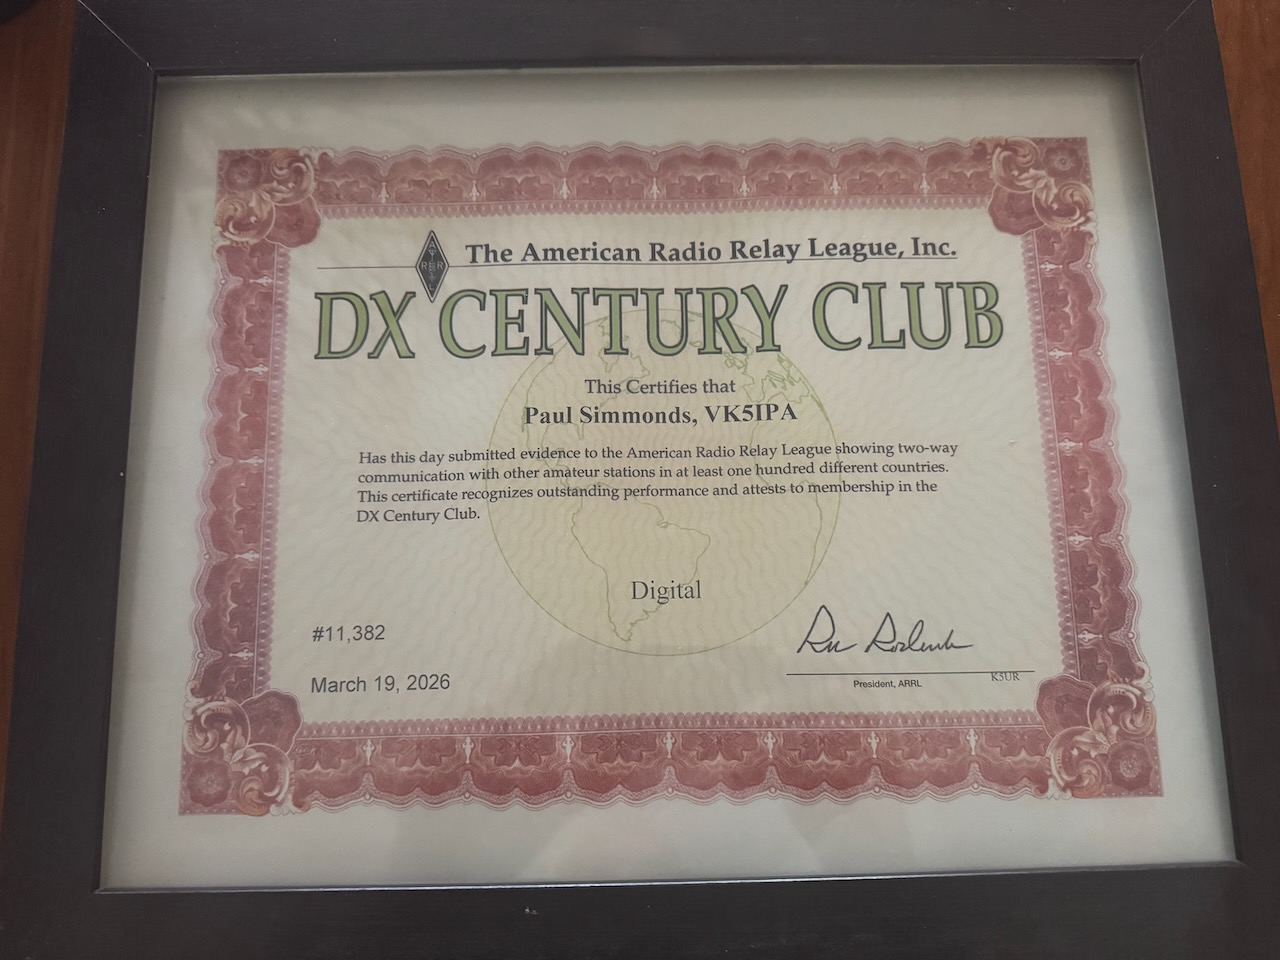 The American Radio Relay League, Inc.
ARRL
DX CENTURY CLUB
This Certifies that
Paul Simmonds, VK5IPA
Has this day submitted evidence to the American Radio Relay League showing two-way
communication with other amateur stations in at least one hundred different countries.
This certificate recognizes outstanding performance and attests to membership in the
DX Century Club.
Digital
#11,382
March 19, 2026
K5UR
President, ARRL